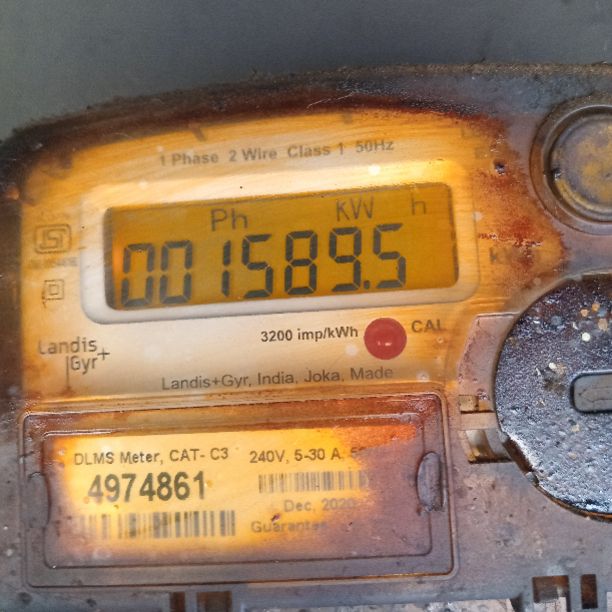 1 Phase 2 Wire Class 1 50Hz
Ph KW h
001589.5
3200 imp/kWh CAL
Landis
Gyr+
Landis+Gyr, India, Joka, Made
DLMS Meter, CAT- C3 240V, 5-30 A
4974861
Dec, 2020
Guarantee